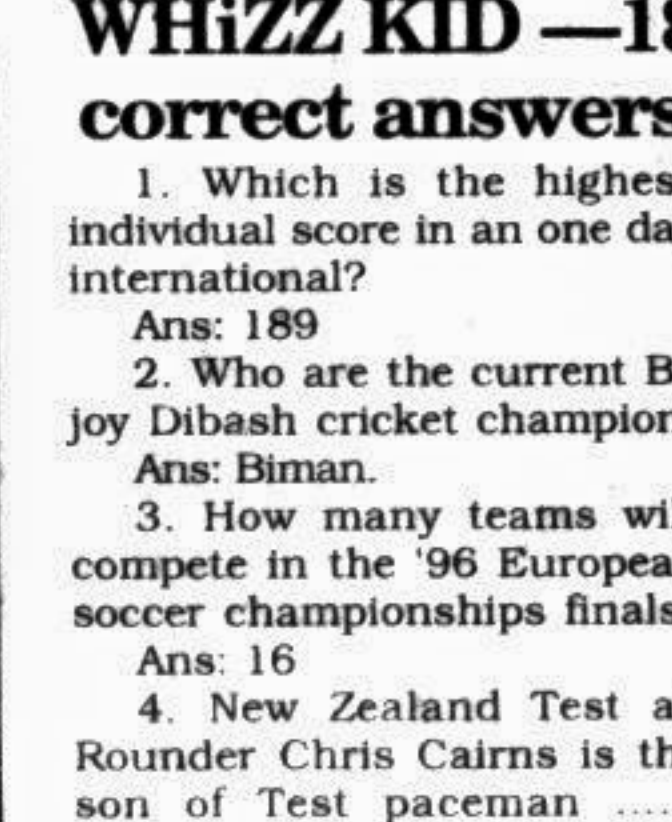 WHiZZ KID —18
correct answers
1. Which is the highes
individual score in an one da
international?
Ans: 189
2. Who are the current B
joy Dibash cricket champion
Ans: Biman.
3. How many teams wi
compete in the '96 Europea
soccer championships finals
Ans: 16
4. New Zealand Test a
Rounder Chris Cairns is th
son of Test paceman ....